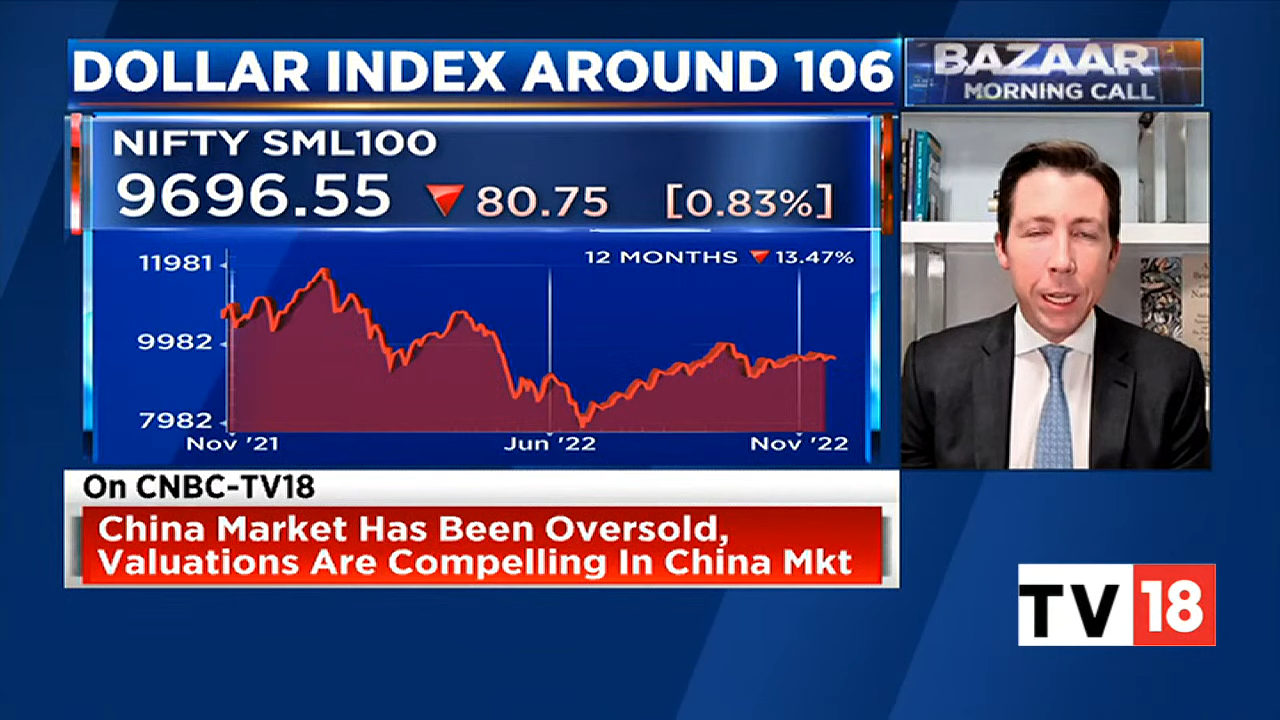 DOLLAR INDEX AROUND 106
BAZAAR
MORNING CALL
NIFTY SML100
9696.55 ▼ 80.75 [0.83%]
12 MONTHS ▼ 13.47%
11981
9982
7982
Nov '21 Jun '22 Nov '22
On CNBC-TV18
China Market Has Been Oversold,
Valuations Are Compelling In China Mkt
TV18